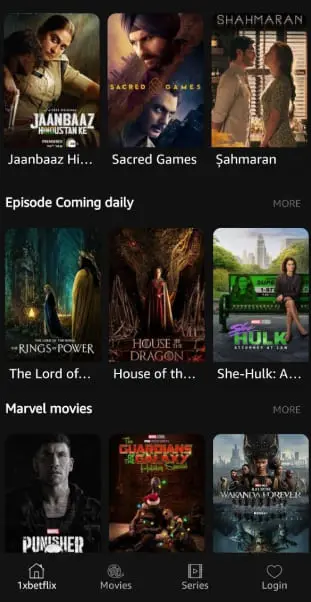 JAANBAAZ
HINDUSTAN KE
SACRED GAMES
SHAHMARAN
Jaanbaaz Hi...
Sacred Games
Şahmaran
Episode Coming daily
MORE
THE LORD OF THE RINGS
THE RINGS OF POWER
HOUSE OF THE
DRAGON
She
HULK
ATTORNEY AT LAW
The Lord of...
House of th...
She-Hulk: A...
Marvel movies
MORE
PUNISHER
THE
GUARDIANS
OF THE
GALAXY
Holiday Special
WAKANDA FOREVER
1xbetflix
Movies
Series
Login